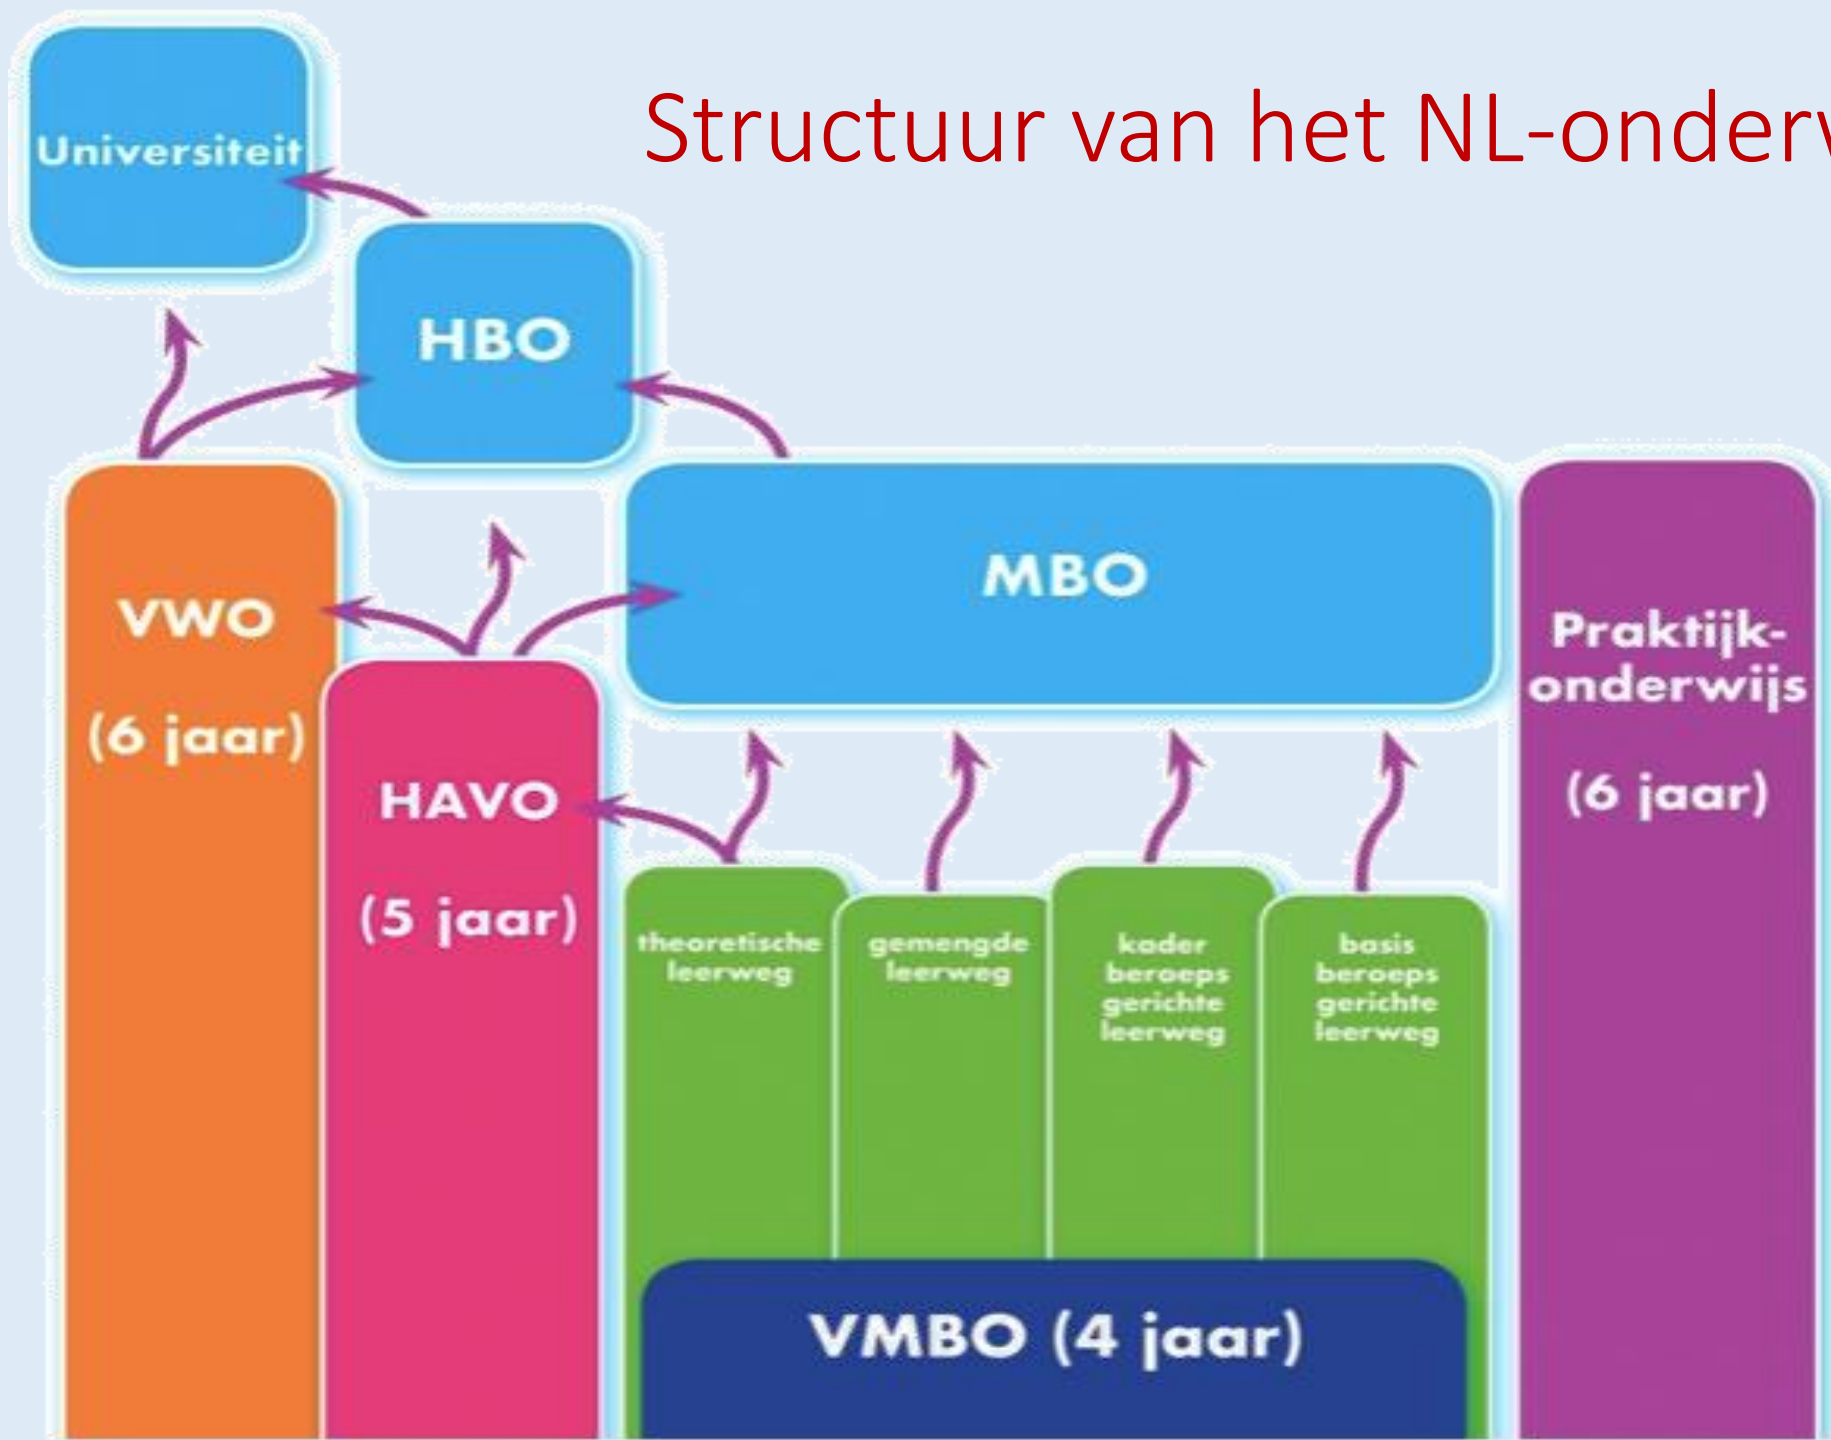 Structuur van het NL-onderw
Universiteit
HBO
MBO
VWO
(6 jaar)
HAVO
(5 jaar)
Praktijk-
onderwijs
(6 jaar)
theoretische
leerweg
gemengde
leerweg
kader
beroeps
gerichte
leerweg
basis
beroeps
gerichte
leerweg
VMBO (4 jaar)